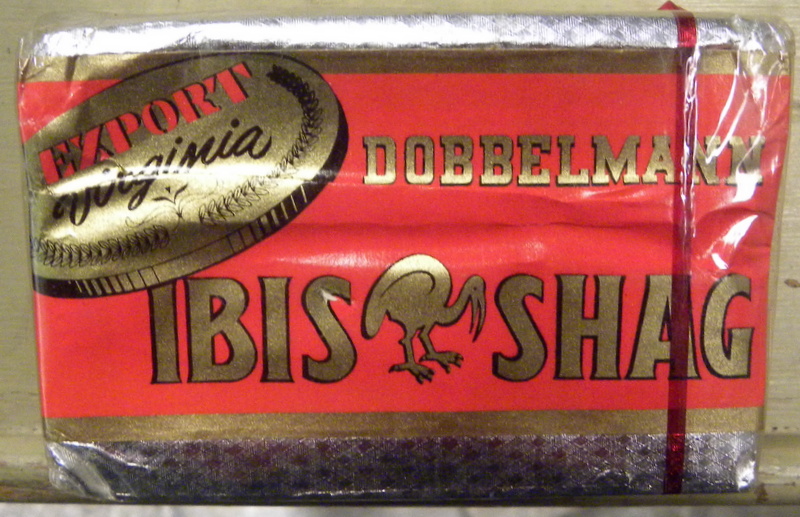 EXPORT
Virginia
DOBBELMANN
IBIS SHAG